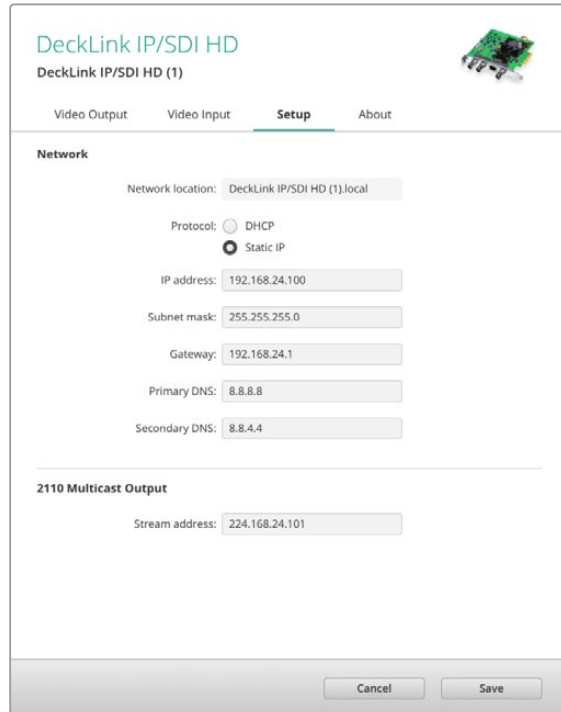 DeckLink IP/SDI HD
DeckLink IP/SDI HD (1)
Video Output Video Input Setup About
Network
Network location: DeckLink IP/SDI HD (1).local
Protocol: DHCP
Static IP
IP address: 192.168.24.100
Subnet mask: 255.255.255.0
Gateway: 192.168.24.1
Primary DNS: 8.8.8.8
Secondary DNS: 8.8.4.4
2110 Multicast Output
Stream address: 224.168.24.101
Cancel Save